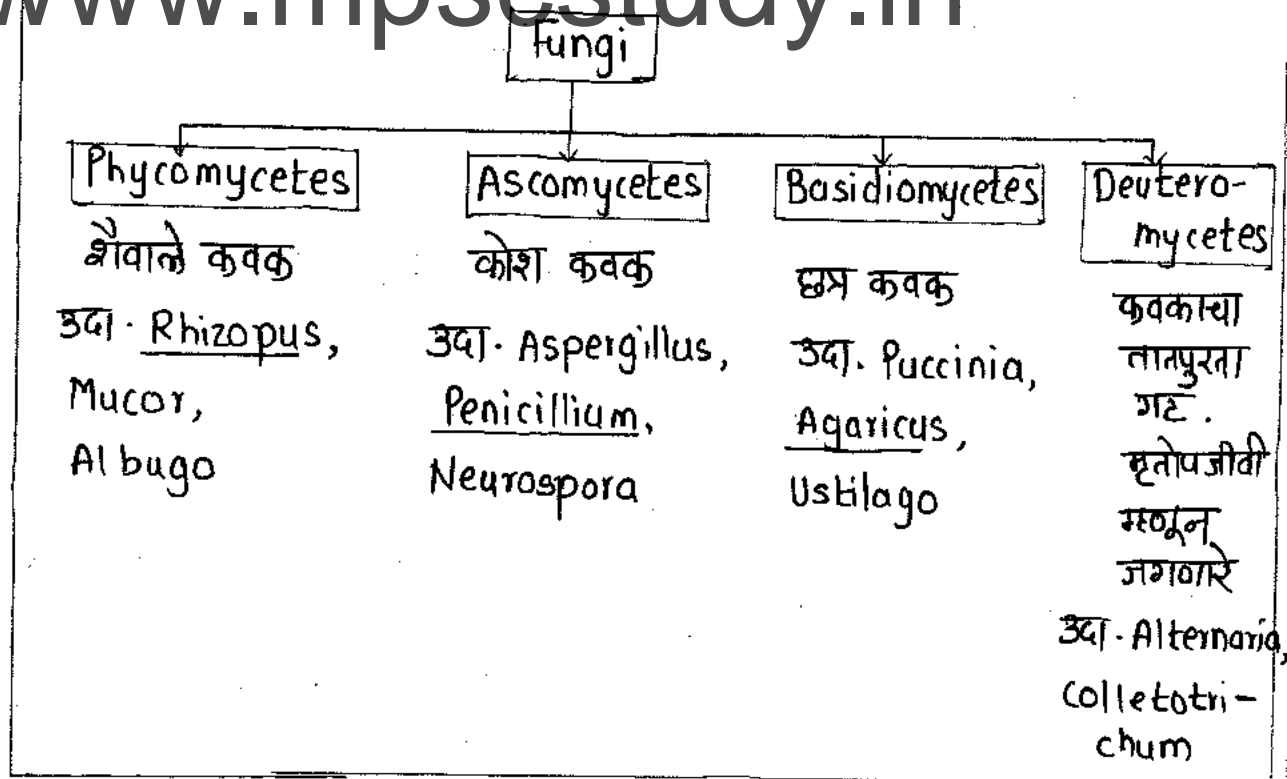 www.mpscstudy.in
Fungi
Phycomycetes
शैवाले कवक
उदा. Rhizopus,
Mucor,
Albugo
Ascomycetes
कोश कवक
उदा. Aspergillus,
Penicillium,
Neurospora
Basidiomycetes
छत्र कवक
उदा. Puccinia,
Agaricus,
Ustilago
Deutero-
mycetes
कवकाचा
तात्पुरता
गट.
मृतोपजीवी
म्हणून
जगणारे
उदा. Alternaria,
Colletotri-
chum